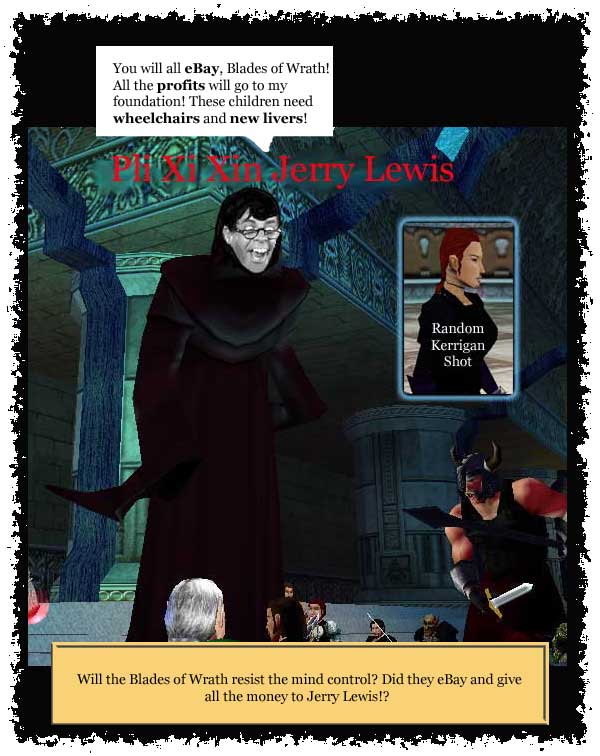 You will all eBay, Blades of Wrath!
All the profits will go to my
foundation! These children need
wheelchairs and new livers!
Pli Xi Xin Jerry Lewis
Random
Kerrigan
Shot
Will the Blades of Wrath resist the mind control? Did they eBay and give
all the money to Jerry Lewis!?